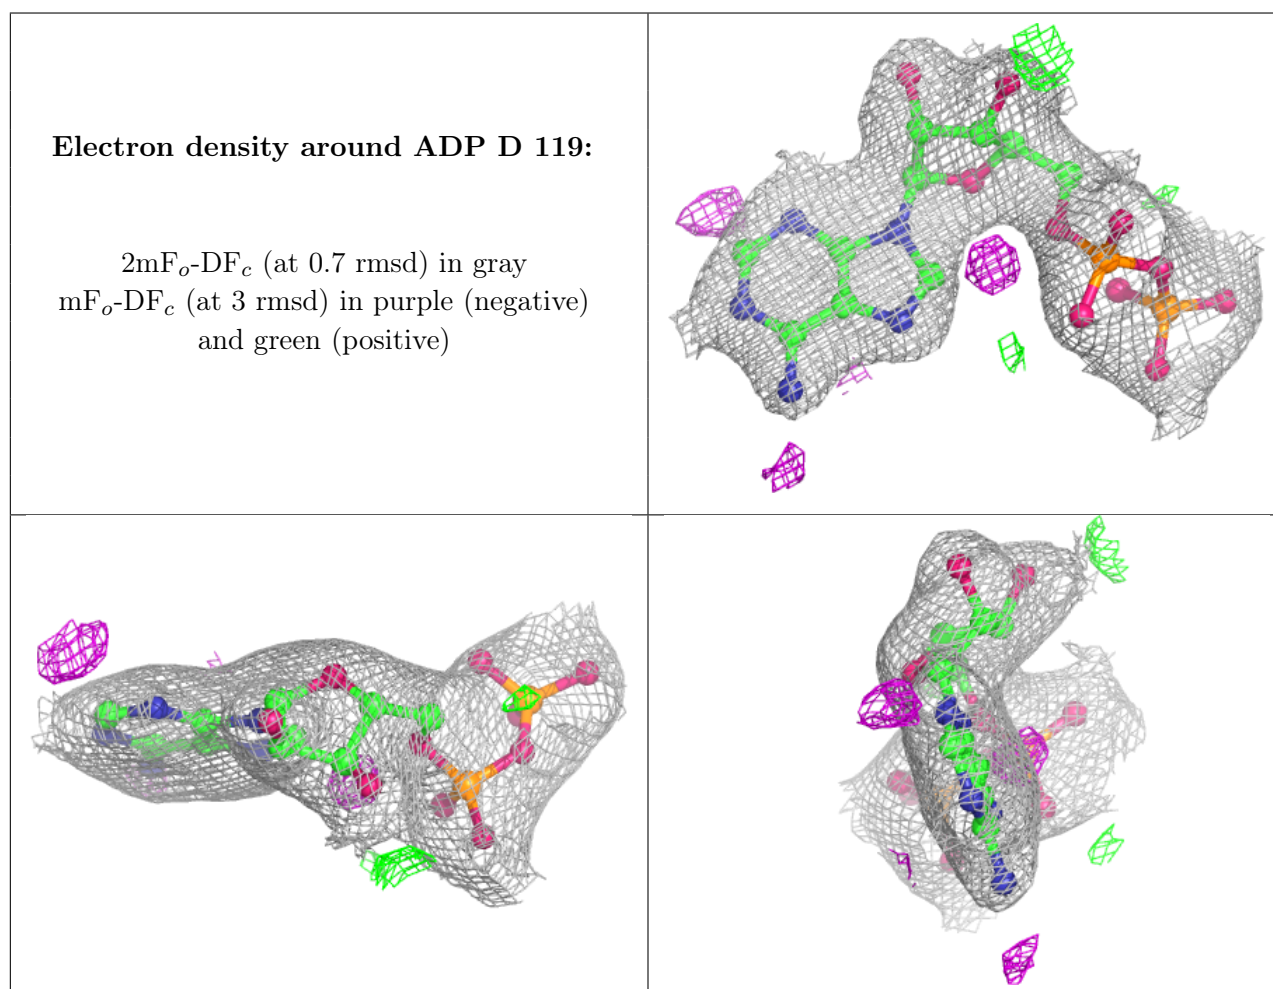 Electron density around ADP D 119:
2mFₒ-DF𝒸 (at 0.7 rmsd) in gray
mFₒ-DF𝒸 (at 3 rmsd) in purple (negative)
and green (positive)